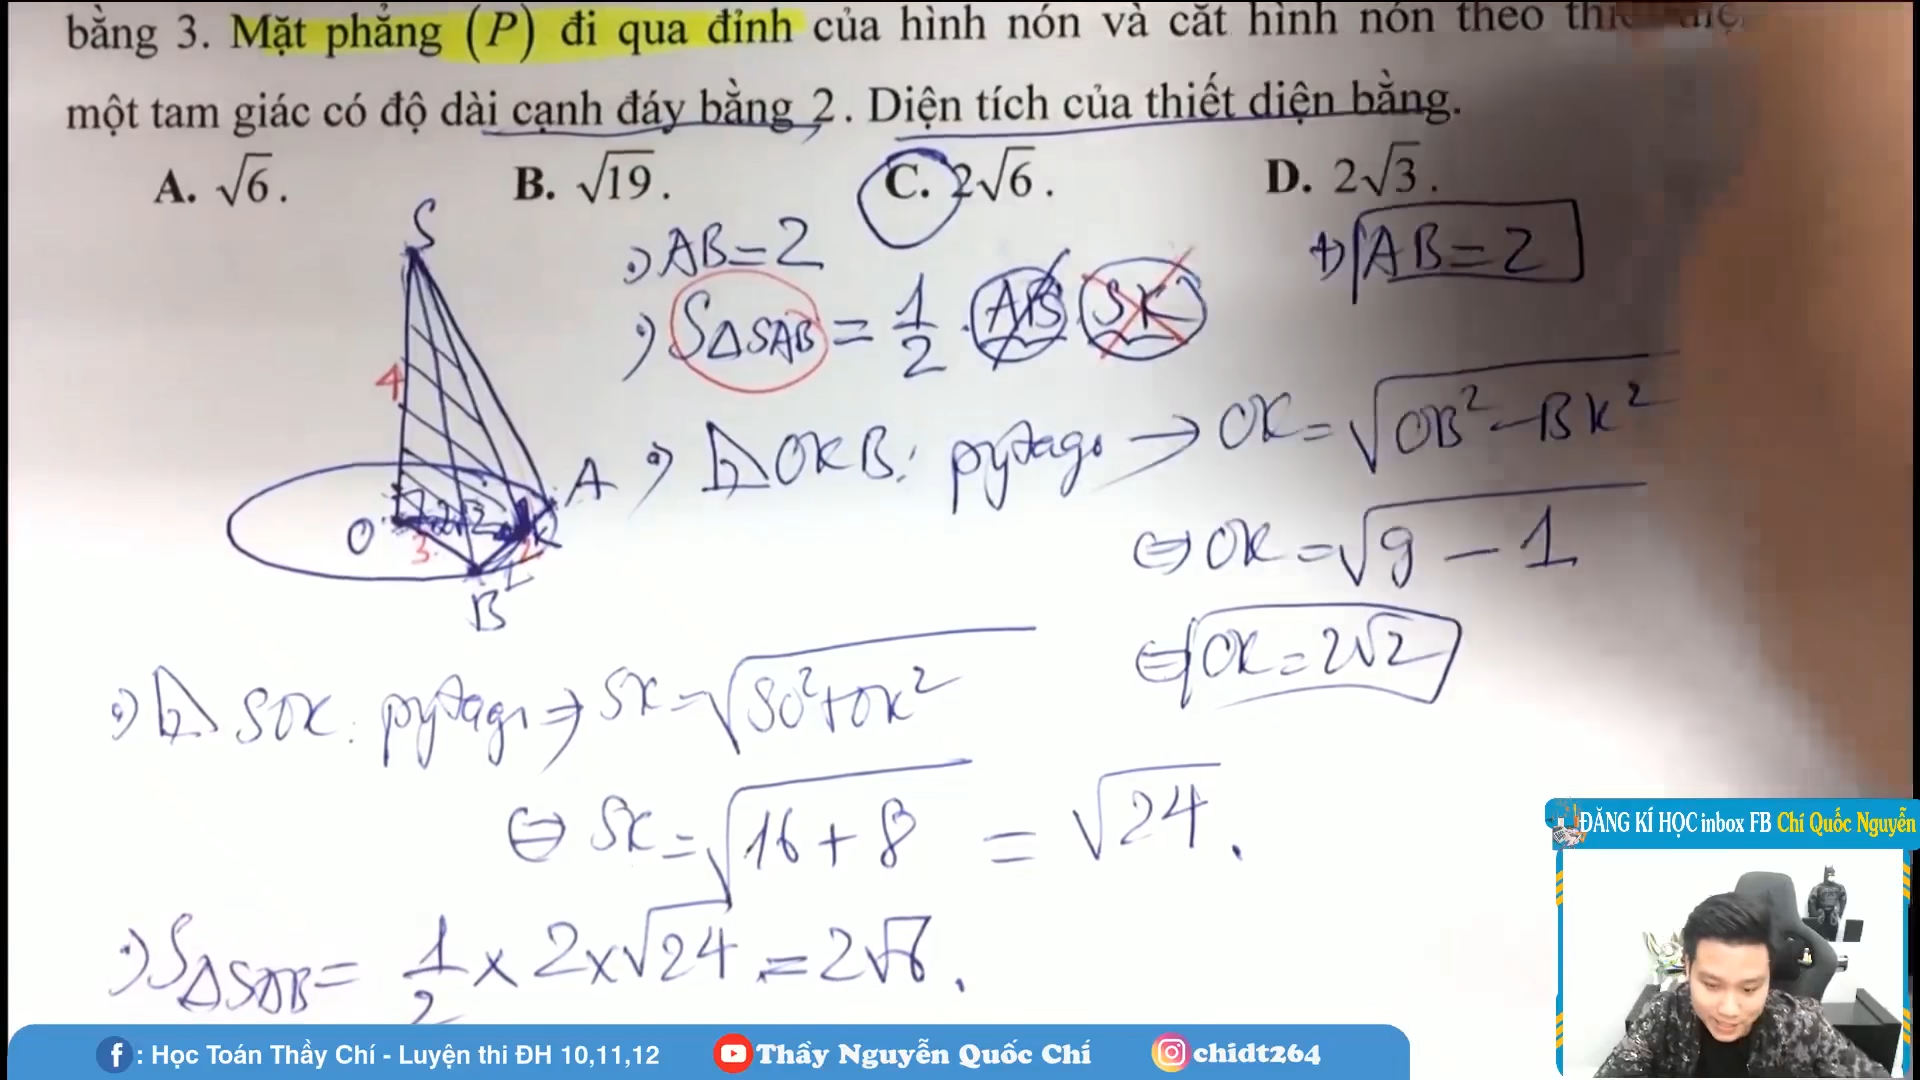 bằng 3. Mặt phẳng (P) đi qua đỉnh của hình nón và cắt hình nón theo
một tam giác có độ dài cạnh đáy bằng 2. Diện tích của thiết diện bằng.
A. √6. B. √19. C. 2√6. D. 2√3.
S
AB = 2
+) AB = 2
S△SAB = 1/2 . AB . SK
4
O
3
2
K
A
1
B
△OKB: pytago → OK = √OB² - BK²
⇔ OK = √9 - 1
⇔ OK = 2√2
△SOK: pytago ⇒ SK = √SO² + OK²
⇔ SK = √16 + 8 = √24.
S△SAB = 1/2 × 2 × √24 = 2√6.
ĐĂNG KÍ HỌC inbox FB Chí Quốc Nguyễn
: Học Toán Thầy Chí - Luyện thi ĐH 10,11,12
Thầy Nguyễn Quốc Chí
chidt264